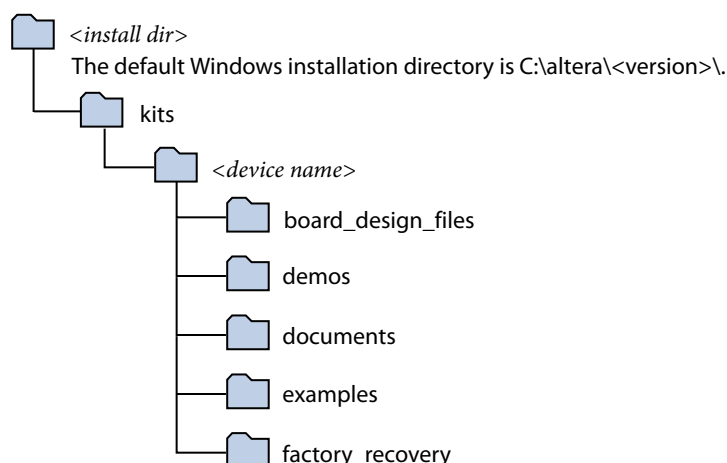 <install dir>
The default Windows installation directory is C:\altera\<version>\.
kits
<device name>
board_design_files
demos
documents
examples
factory_recovery